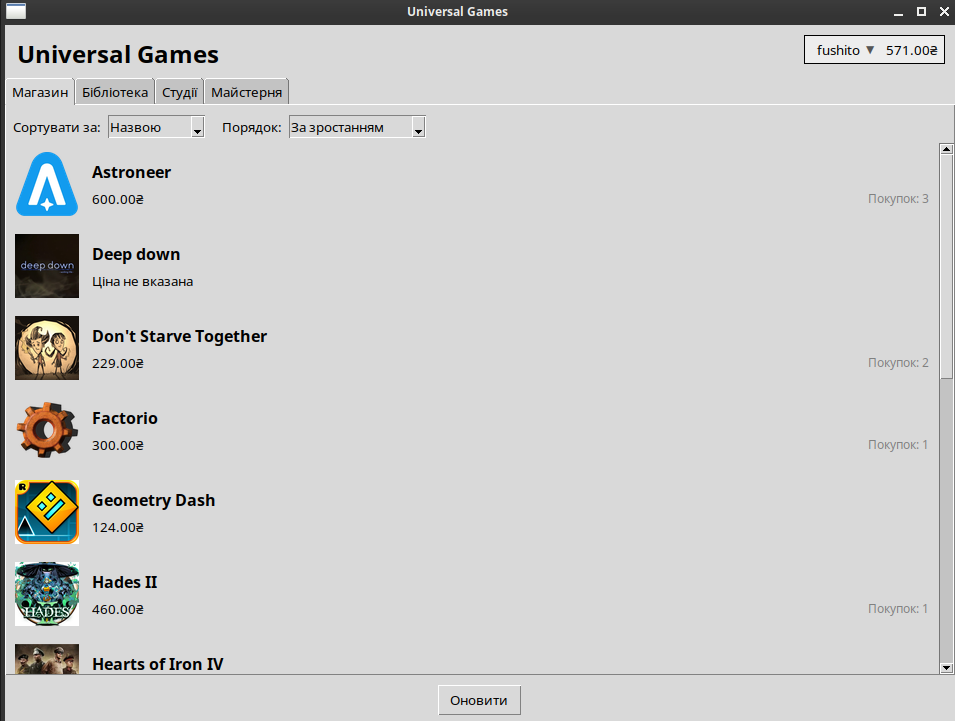 Universal Games
Universal Games
fushito ▼ 571.00₴
Магазин Бібліотека Студії Майстерня
Сортувати за: Назвою Порядок: За зростанням
Astroneer
600.00₴
Покупок: 3
deep down
Deep down
Ціна не вказана
Don't Starve Together
229.00₴
Покупок: 2
Factorio
300.00₴
Покупок: 1
R
Geometry Dash
124.00₴
HADES
Hades II
460.00₴
Покупок: 1
Hearts of Iron IV
Оновити